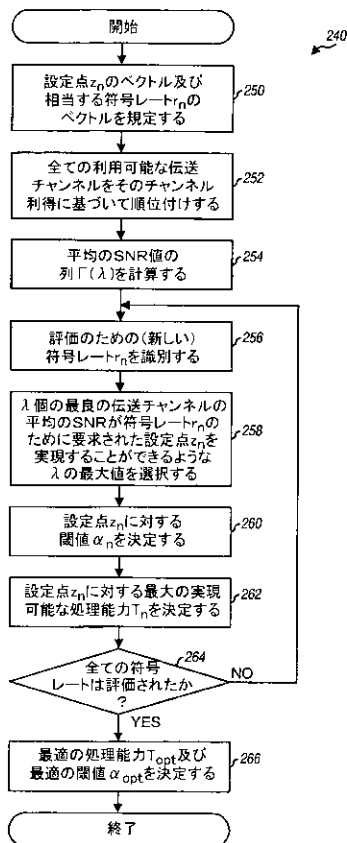 開始
240
設定点znのベクトル及び
相当する符号レートrnの
ベクトルを規定する
250
全ての利用可能な伝送
チャンネルをそのチャンネル
利得に基づいて順位付けする
252
平均のSNR値の
列Γ(λ)を計算する
254
評価のための(新しい)
符号レートrnを識別する
256
λ個の最良の伝送チャンネルの
平均のSNRが符号レートrnの
ために要求された設定点znを
実現することができるような
λの最大値を選択する
258
設定点znに対する
閾値αnを決定する
260
設定点znに対する最大の実現
可能な処理能力Tnを決定する
262
全ての符号
レートは評価されたか
?
264
NO
YES
最適の処理能力Topt及び
最適の閾値αoptを決定する
266
終了